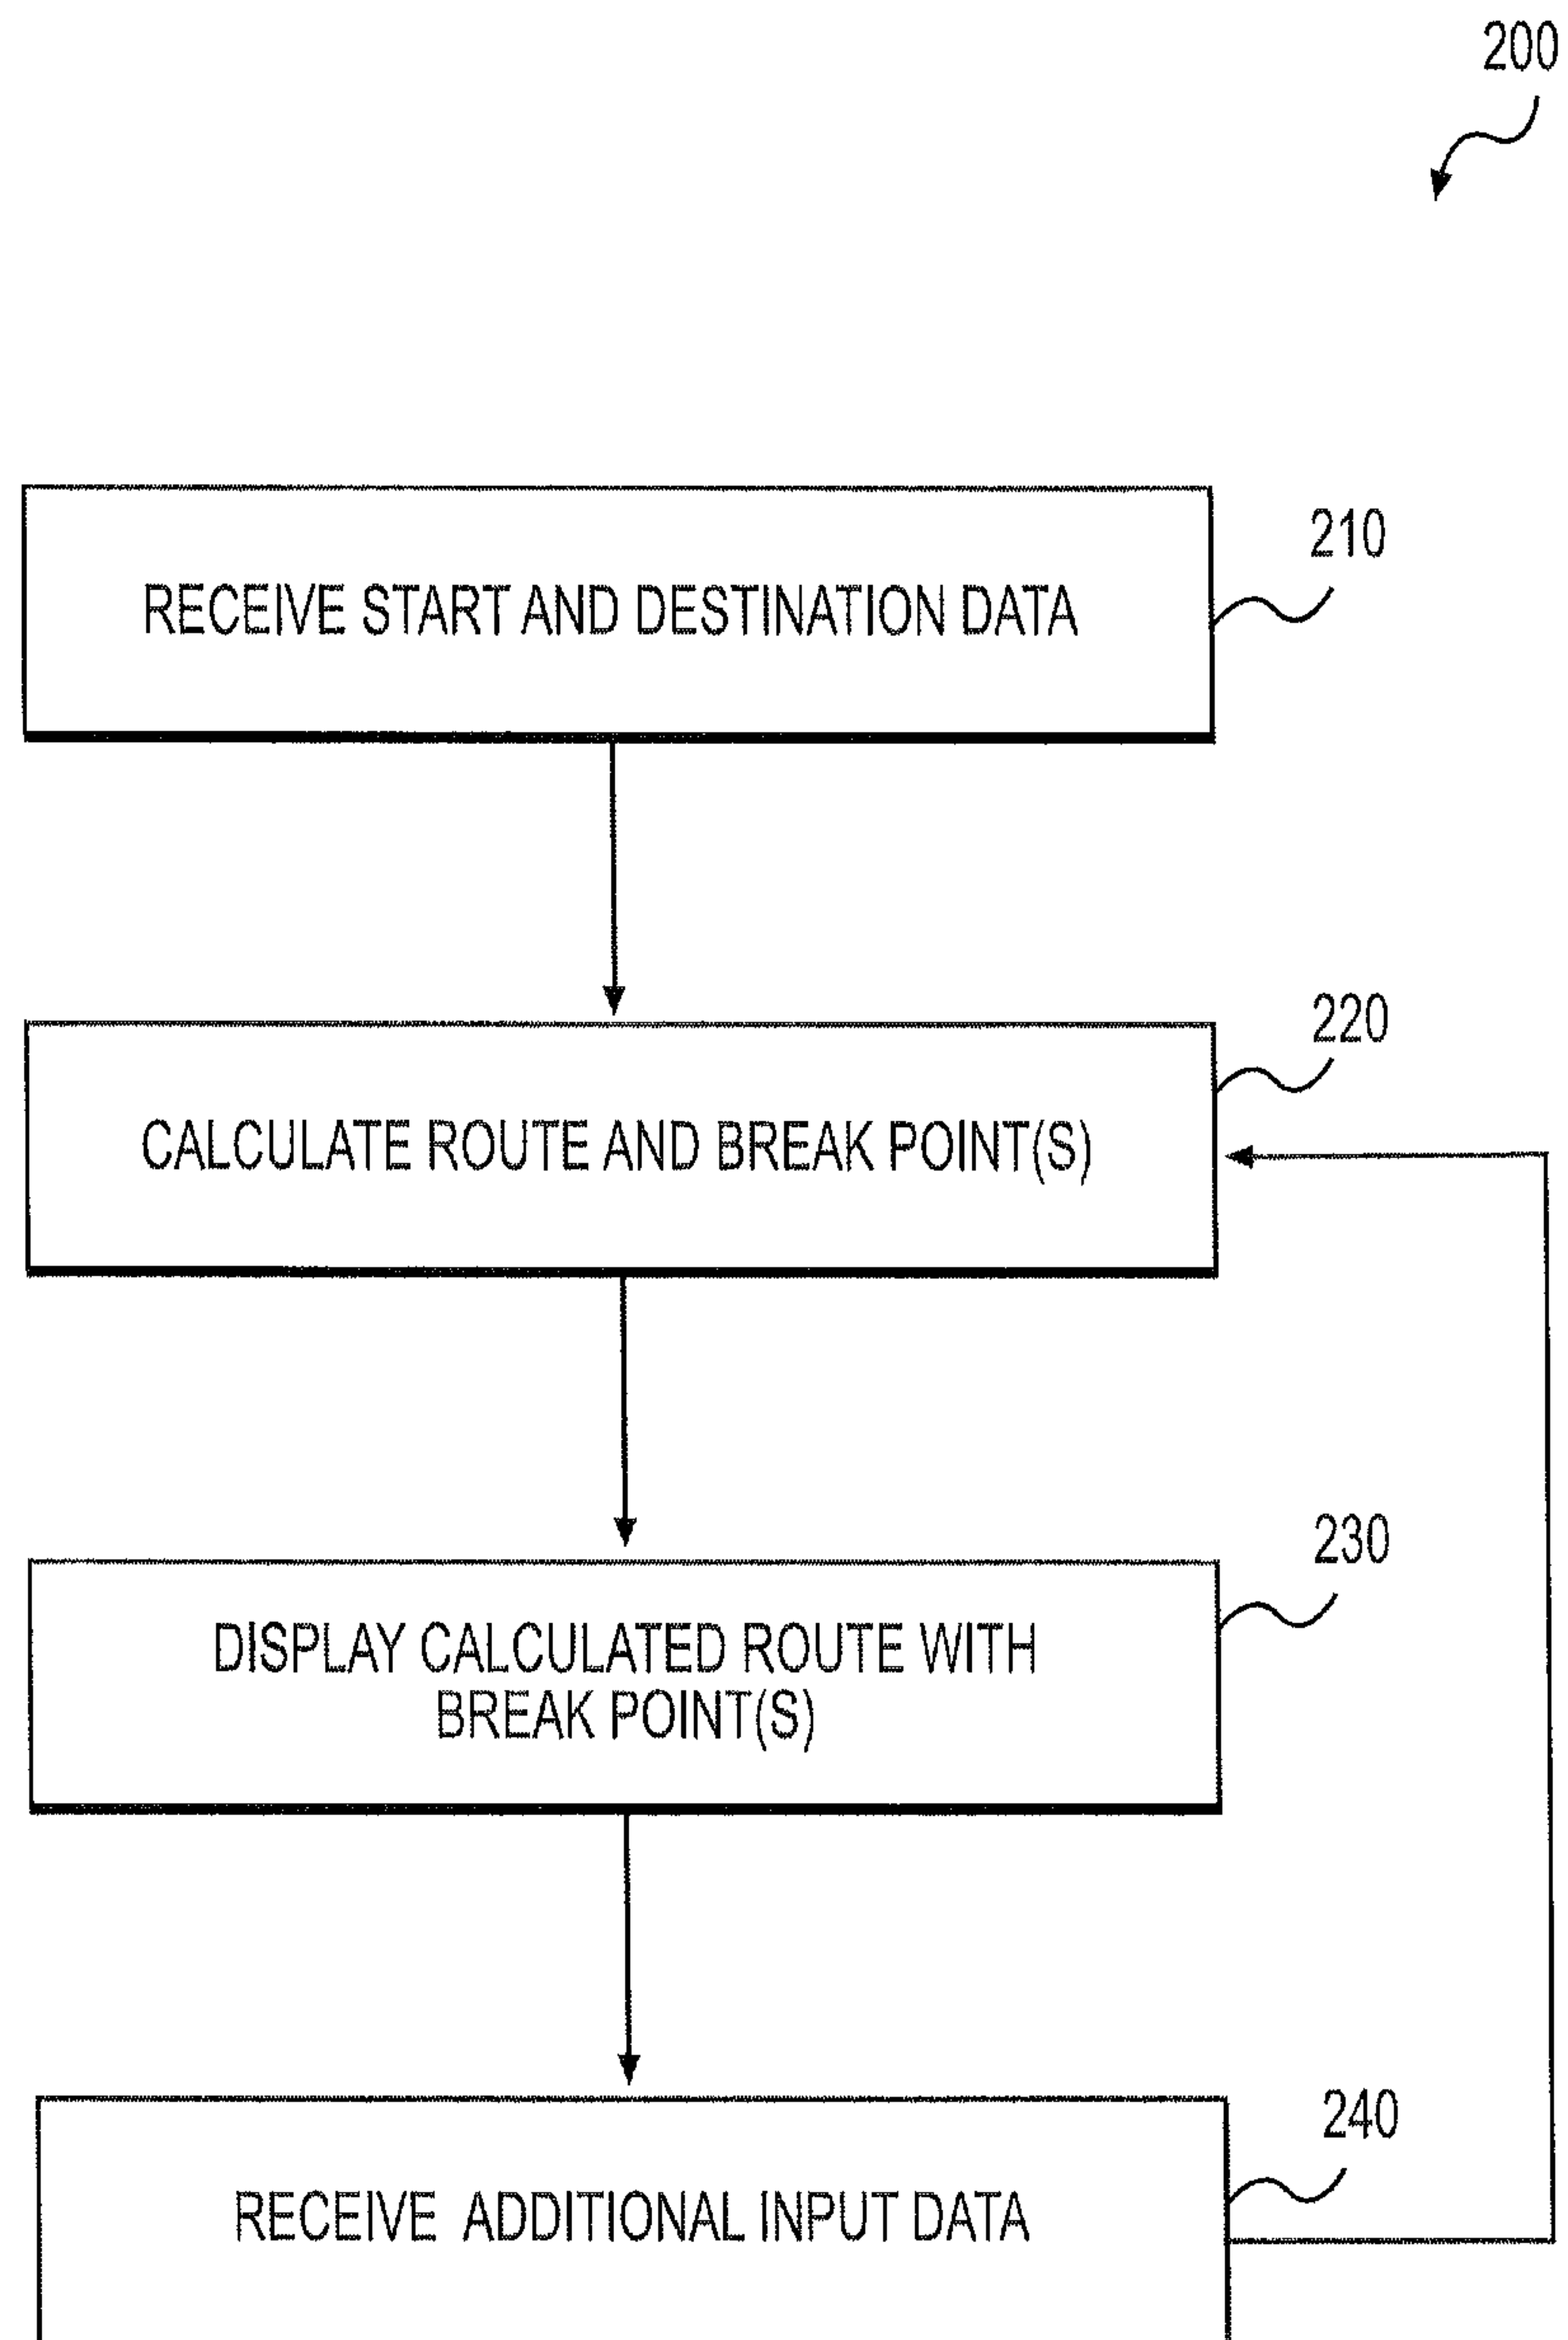 200
RECEIVE START AND DESTINATION DATA
210
CALCULATE ROUTE AND BREAK POINT(S)
220
DISPLAY CALCULATED ROUTE WITH
BREAK POINT(S)
230
RECEIVE ADDITIONAL INPUT DATA
240